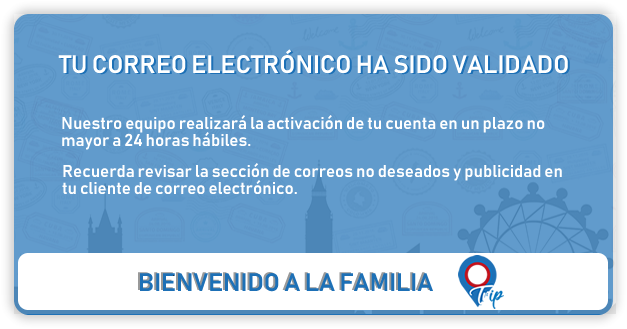 TU CORREO ELECTRÓNICO HA SIDO VALIDADO
Nuestro equipo realizará la activación de tu cuenta en un plazo no
mayor a 24 horas hábiles.
Recuerda revisar la sección de correos no deseados y publicidad en
tu cliente de correo electrónico.
BIENVENIDO A LA FAMILIA
Trip